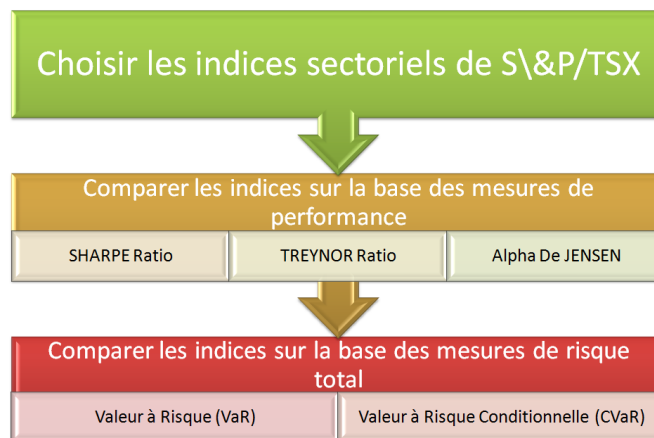 Choisir les indices sectoriels de S\&P/TSX
Comparer les indices sur la base des mesures de
performance
SHARPE Ratio
TREYNOR Ratio
Alpha De JENSEN
Comparer les indices sur la base des mesures de risque
total
Valeur à Risque (VaR)
Valeur à Risque Conditionnelle (CVaR)